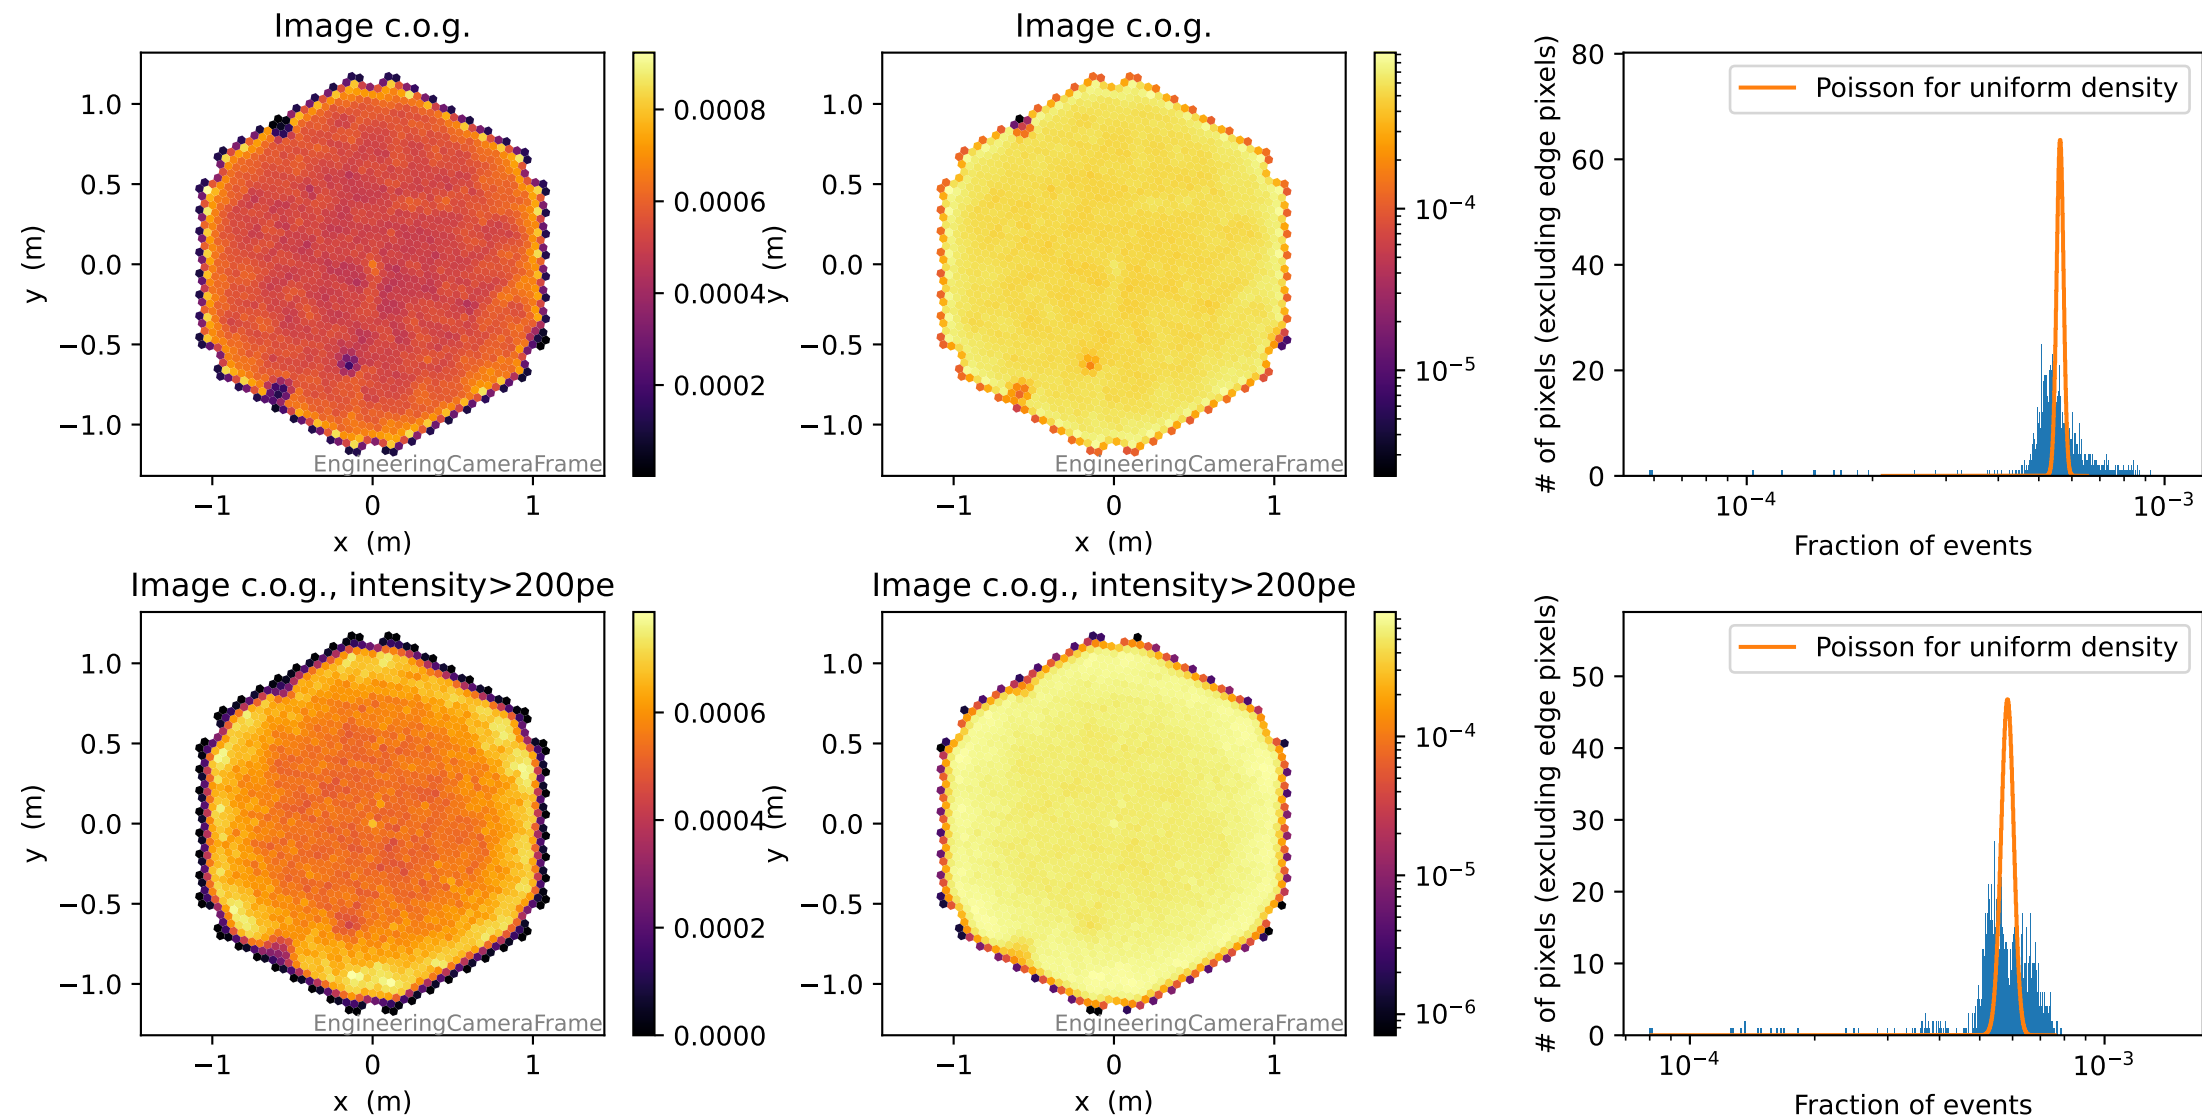 Image c.o.g.
y (m)
1.0
0.5
0.0
−0.5
−1.0
−1
0
1
x (m)
EngineeringCameraFrame
0.0008
0.0006
0.0004
0.0002
Image c.o.g.
y (m)
1.0
0.5
0.0
−0.5
−1.0
−1
0
1
x (m)
EngineeringCameraFrame
10⁻⁴
10⁻⁵
# of pixels (excluding edge pixels)
80
60
40
20
0
Poisson for uniform density
10⁻⁴
10⁻³
Fraction of events
Image c.o.g., intensity>200pe
y (m)
1.0
0.5
0.0
−0.5
−1.0
−1
0
1
x (m)
EngineeringCameraFrame
0.0006
0.0004
0.0002
0.0000
Image c.o.g., intensity>200pe
y (m)
1.0
0.5
0.0
−0.5
−1.0
−1
0
1
x (m)
EngineeringCameraFrame
10⁻⁴
10⁻⁵
10⁻⁶
# of pixels (excluding edge pixels)
50
40
30
20
10
0
Poisson for uniform density
10⁻⁴
10⁻³
Fraction of events